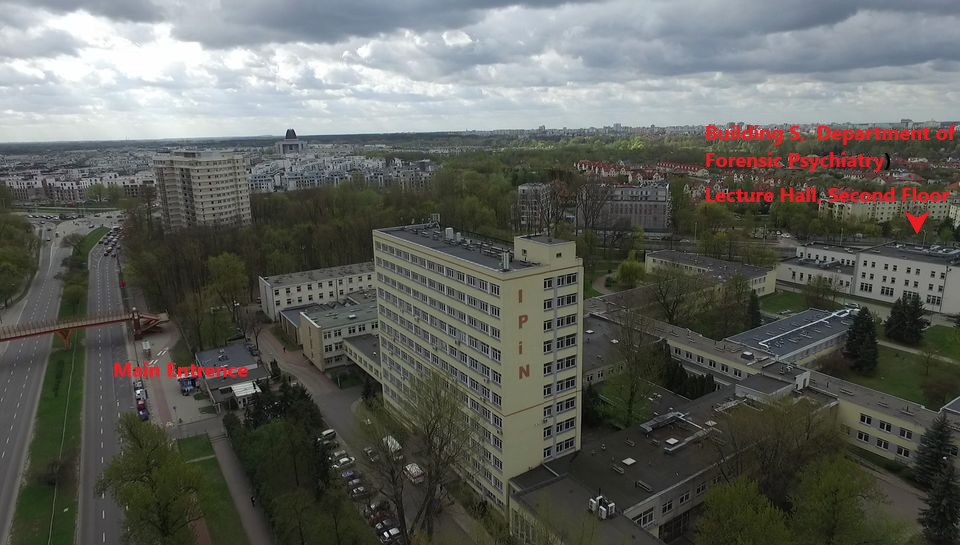 Building S, Department of
Forensic Psychiatry)
Lecture Hall, Second Floor
IPiN
Main Entrence